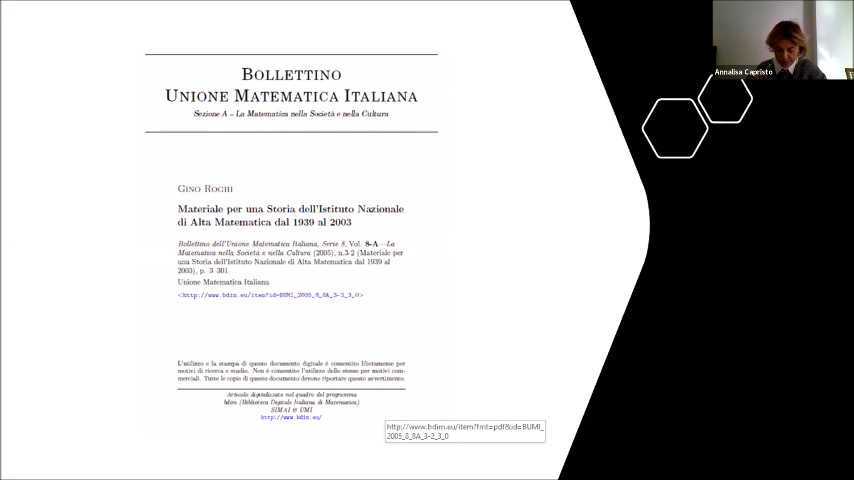 BOLLETTINO
UNIONE MATEMATICA ITALIANA
Sezione A – La Matematica nella Società e nella Cultura
GINO ROGHI
Materiale per una Storia dell'Istituto Nazionale
di Alta Matematica dal 1939 al 2003
Bollettino dell'Unione Matematica Italiana, Serie 8, Vol. 8-A—La
Matematica nella Società e nella Cultura (2005), n.3-2 (Materiale per
una Storia dell'Istituto Nazionale di Alta Matematica dal 1939 al
2003), p. 3–301.
Unione Matematica Italiana
<http://www.bdim.eu/item?id=BUMI_2005_8_8A_3-2_3_0>
L'utilizzo e la stampa di questo documento digitale è consentito liberamente per
motivi di ricerca e studio. Non è consentito l'utilizzo dello stesso per motivi com-
merciali. Tutte le copie di questo documento devono riportare questo avvertimento.
Articolo digitalizzato nel quadro del programma
bdim (Biblioteca Digitale Italiana di Matematica)
SIMAI & UMI
http://www.bdim.eu/
http://www.bdim.eu/item?fmt=pdf&id=BUMI_
2005_8_8A_3-2_3_0
Annalisa Capristo